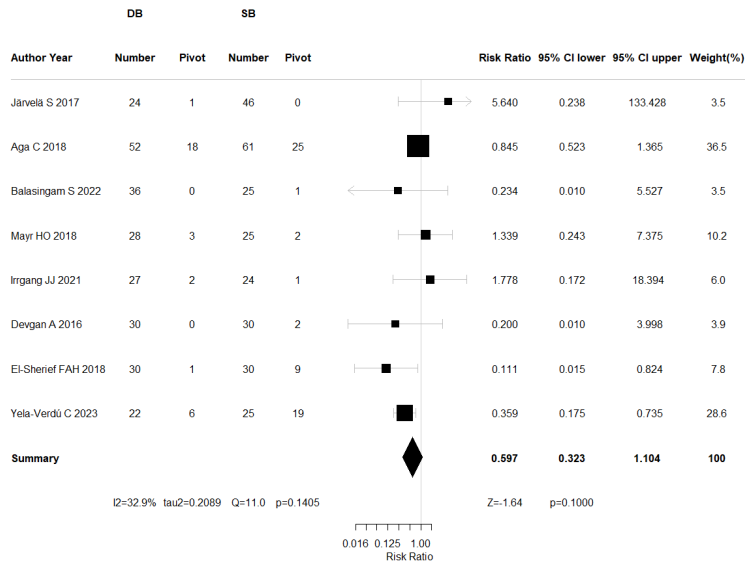 DB SB
Author Year Number Pivot Number Pivot Risk Ratio 95% CI lower 95% CI upper Weight(%)
Järvelä S 2017 24 1 46 0 5.640 0.238 133.428 3.5
Aga C 2018 52 18 61 25 0.845 0.523 1.365 36.5
Balasingam S 2022 36 0 25 1 0.234 0.010 5.527 3.5
Mayr HO 2018 28 3 25 2 1.339 0.243 7.375 10.2
Irrgang JJ 2021 27 2 24 1 1.778 0.172 18.394 6.0
Devgan A 2016 30 0 30 2 0.200 0.010 3.998 3.9
El-Sherief FAH 2018 30 1 30 9 0.111 0.015 0.824 7.8
Yela-Verdú C 2023 22 6 25 19 0.359 0.175 0.735 28.6
Summary 0.597 0.323 1.104 100
I2=32.9% tau2=0.2089 Q=11.0 p=0.1405 Z=-1.64 p=0.1000
0.016 0.125 1.00
Risk Ratio